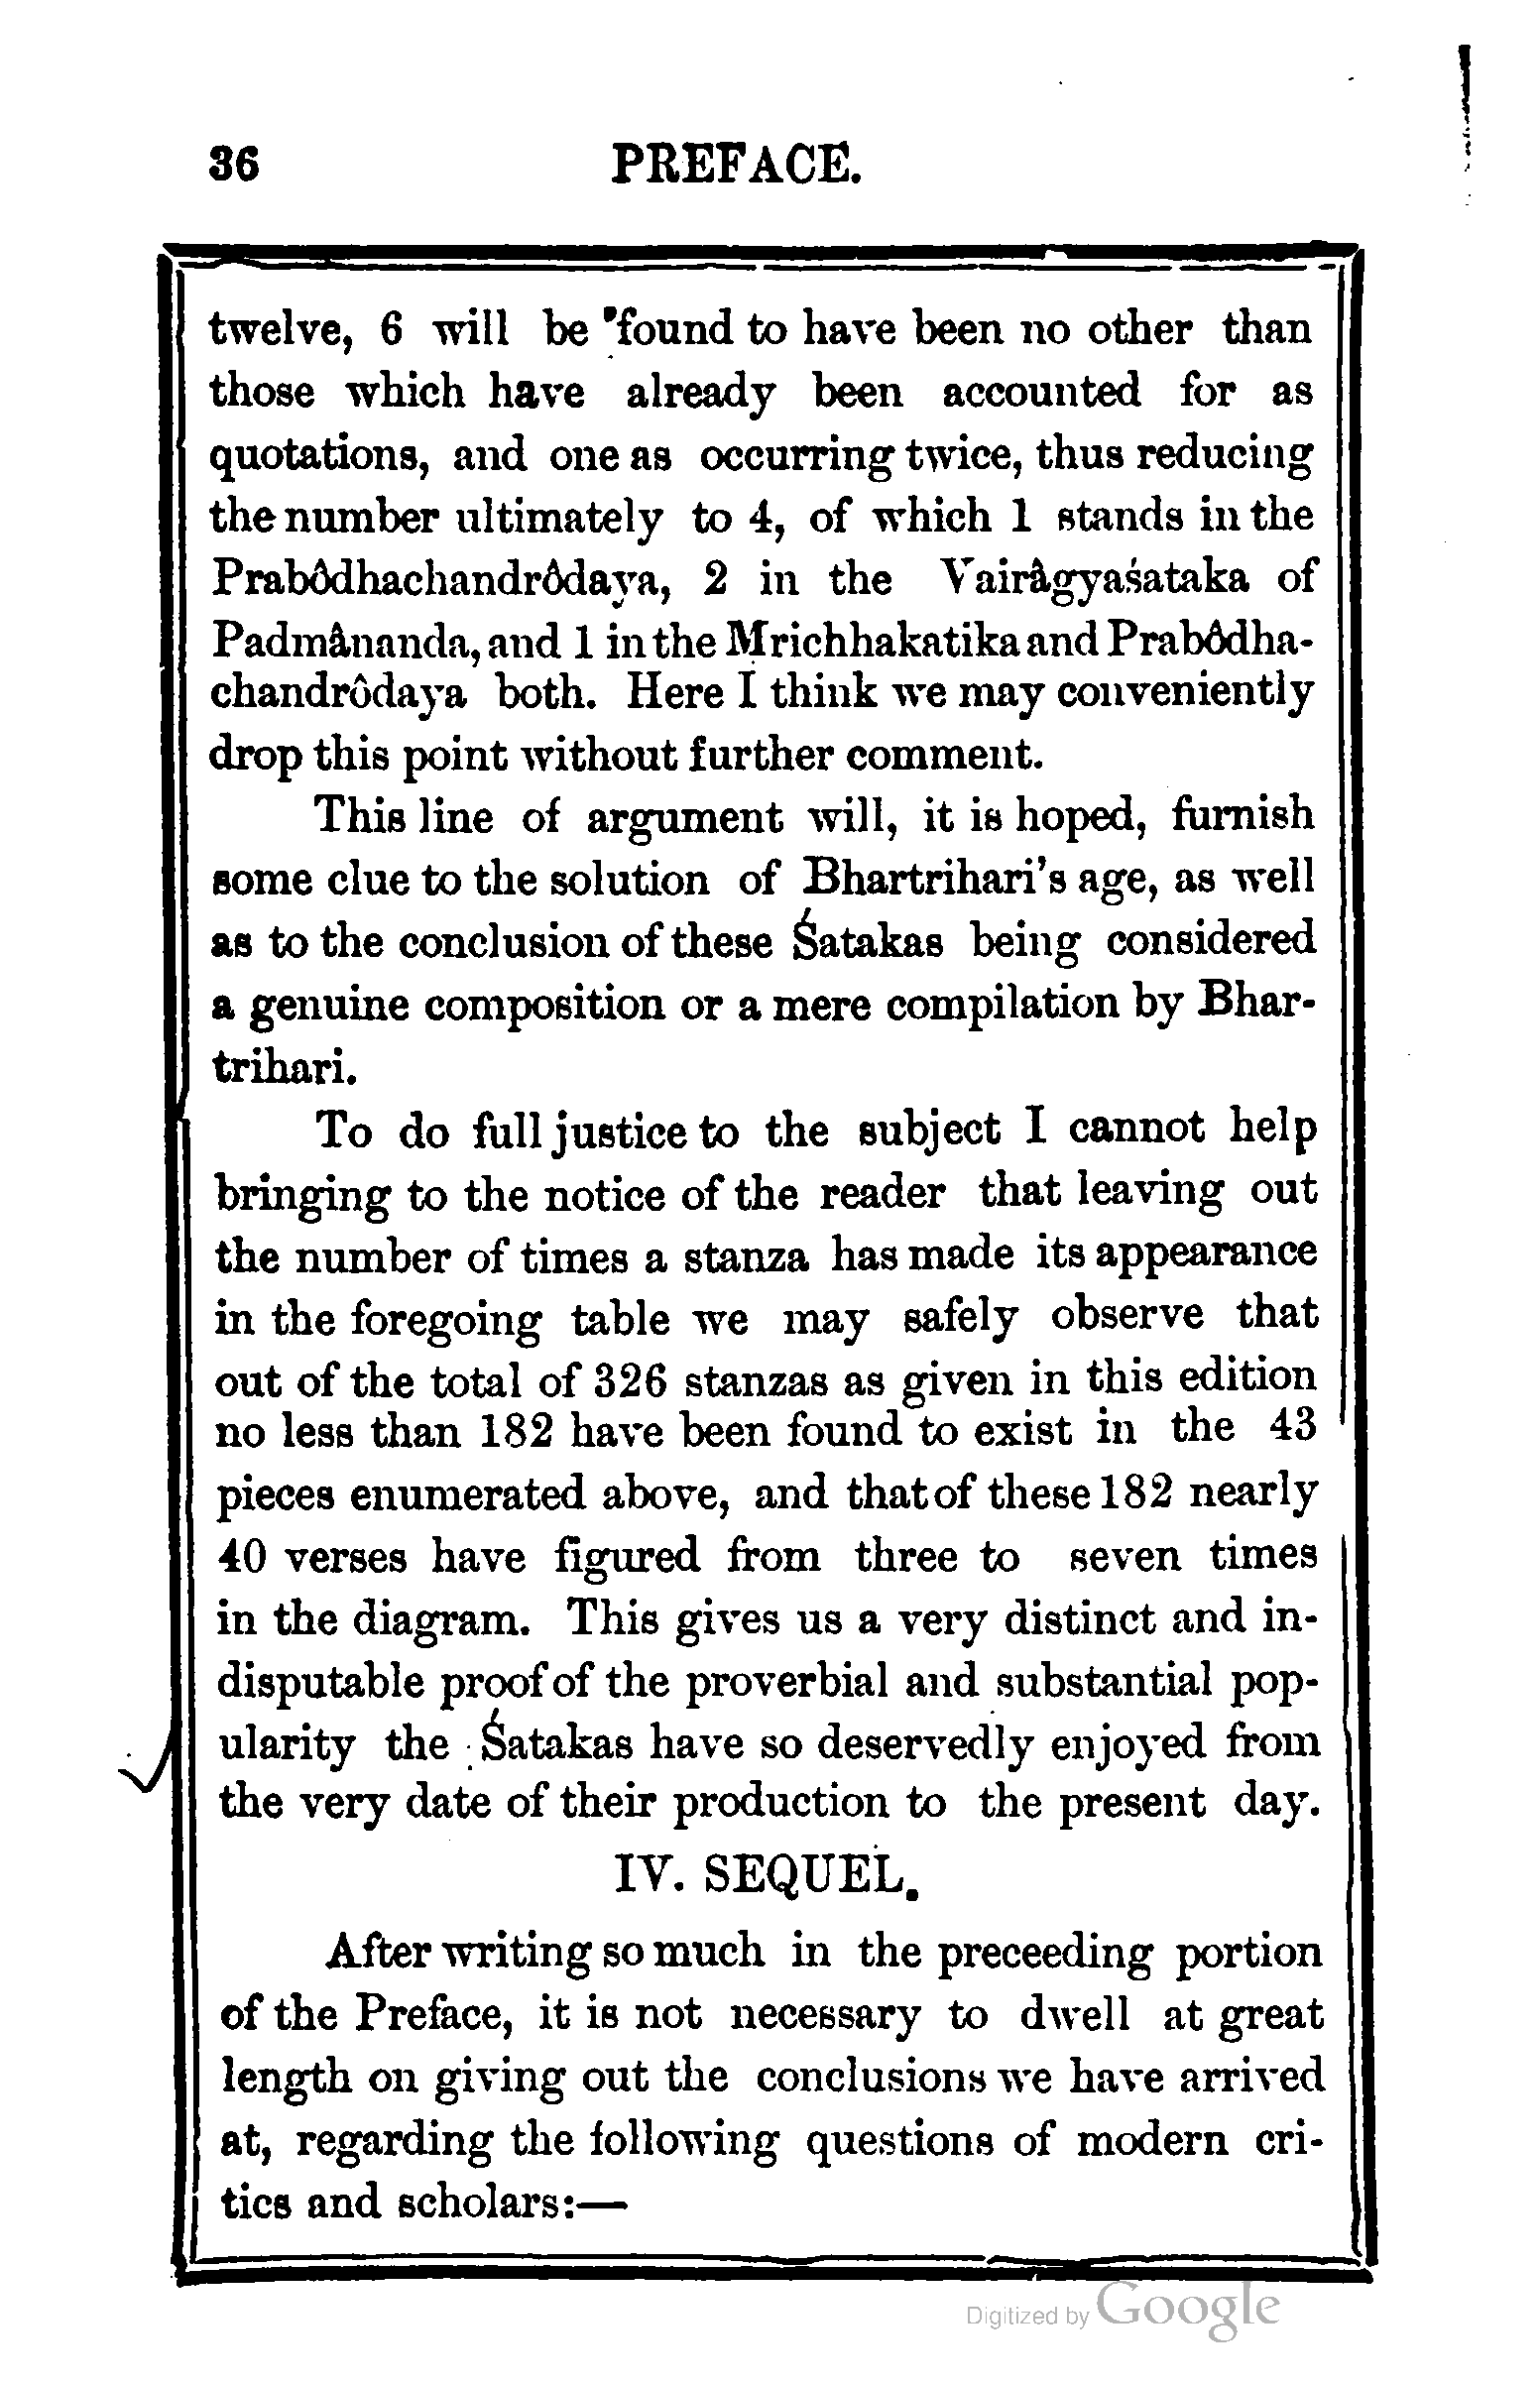 36 PREFACE.
twelve, 6 will be found to have been no other than
those which have already been accounted for as
quotations, and one as occurring twice, thus reducing
the number ultimately to 4, of which 1 stands in the
Prabôdhachandrôdaya, 2 in the Vairâgyaśataka of
Padmânanda, and 1 in the Mṛichhakatika and Prabôdha-
chandrôdaya both. Here I think we may conveniently
drop this point without further comment.
This line of argument will, it is hoped, furnish
some clue to the solution of Bhartrihari's age, as well
as to the conclusion of these Śatakas being considered
a genuine composition or a mere compilation by Bhar-
trihari.
To do full justice to the subject I cannot help
bringing to the notice of the reader that leaving out
the number of times a stanza has made its appearance
in the foregoing table we may safely observe that
out of the total of 326 stanzas as given in this edition
no less than 182 have been found to exist in the 43
pieces enumerated above, and that of these 182 nearly
40 verses have figured from three to seven times
in the diagram. This gives us a very distinct and in-
disputable proof of the proverbial and substantial pop-
ularity the Śatakas have so deservedly enjoyed from
the very date of their production to the present day.
IV. SEQUEL.
After writing so much in the preceeding portion
of the Preface, it is not necessary to dwell at great
length on giving out the conclusions we have arrived
at, regarding the following questions of modern cri-
tics and scholars:—
Digitized by Google